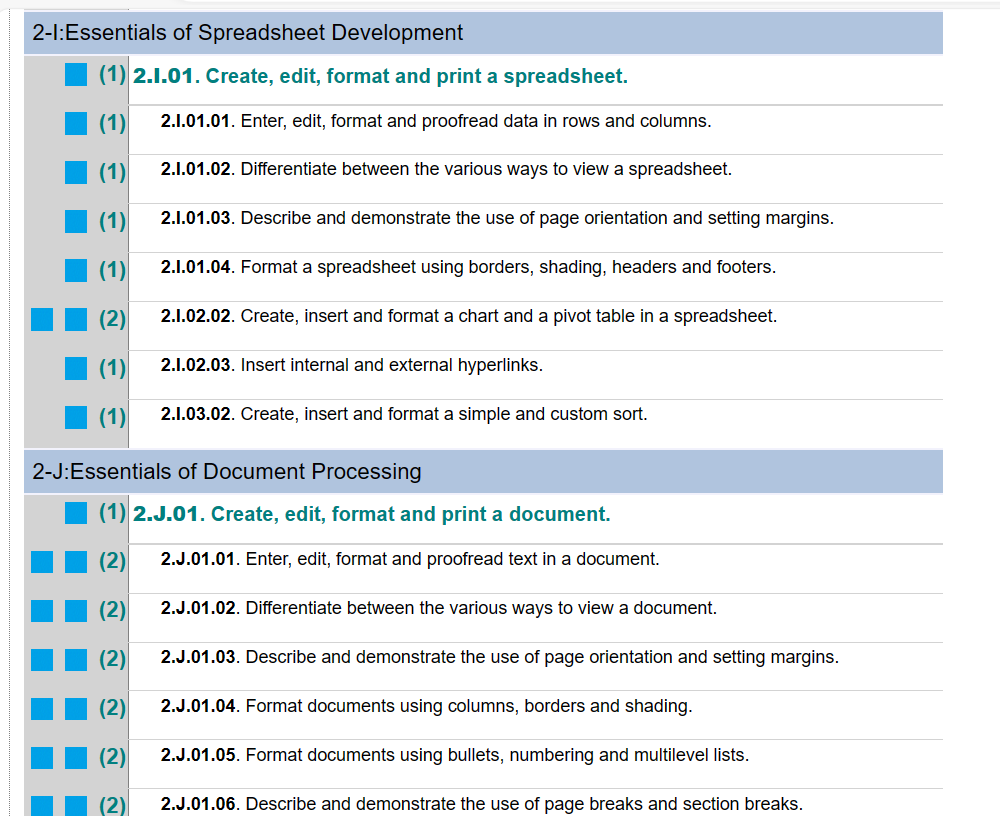 2-I:Essentials of Spreadsheet Development
(1) 2.I.01. Create, edit, format and print a spreadsheet.
(1) 2.I.01.01. Enter, edit, format and proofread data in rows and columns.
(1) 2.I.01.02. Differentiate between the various ways to view a spreadsheet.
(1) 2.I.01.03. Describe and demonstrate the use of page orientation and setting margins.
(1) 2.I.01.04. Format a spreadsheet using borders, shading, headers and footers.
(2) 2.I.02.02. Create, insert and format a chart and a pivot table in a spreadsheet.
(1) 2.I.02.03. Insert internal and external hyperlinks.
(1) 2.I.03.02. Create, insert and format a simple and custom sort.
2-J:Essentials of Document Processing
(1) 2.J.01. Create, edit, format and print a document.
(2) 2.J.01.01. Enter, edit, format and proofread text in a document.
(2) 2.J.01.02. Differentiate between the various ways to view a document.
(2) 2.J.01.03. Describe and demonstrate the use of page orientation and setting margins.
(2) 2.J.01.04. Format documents using columns, borders and shading.
(2) 2.J.01.05. Format documents using bullets, numbering and multilevel lists.
(2) 2.J.01.06. Describe and demonstrate the use of page breaks and section breaks.